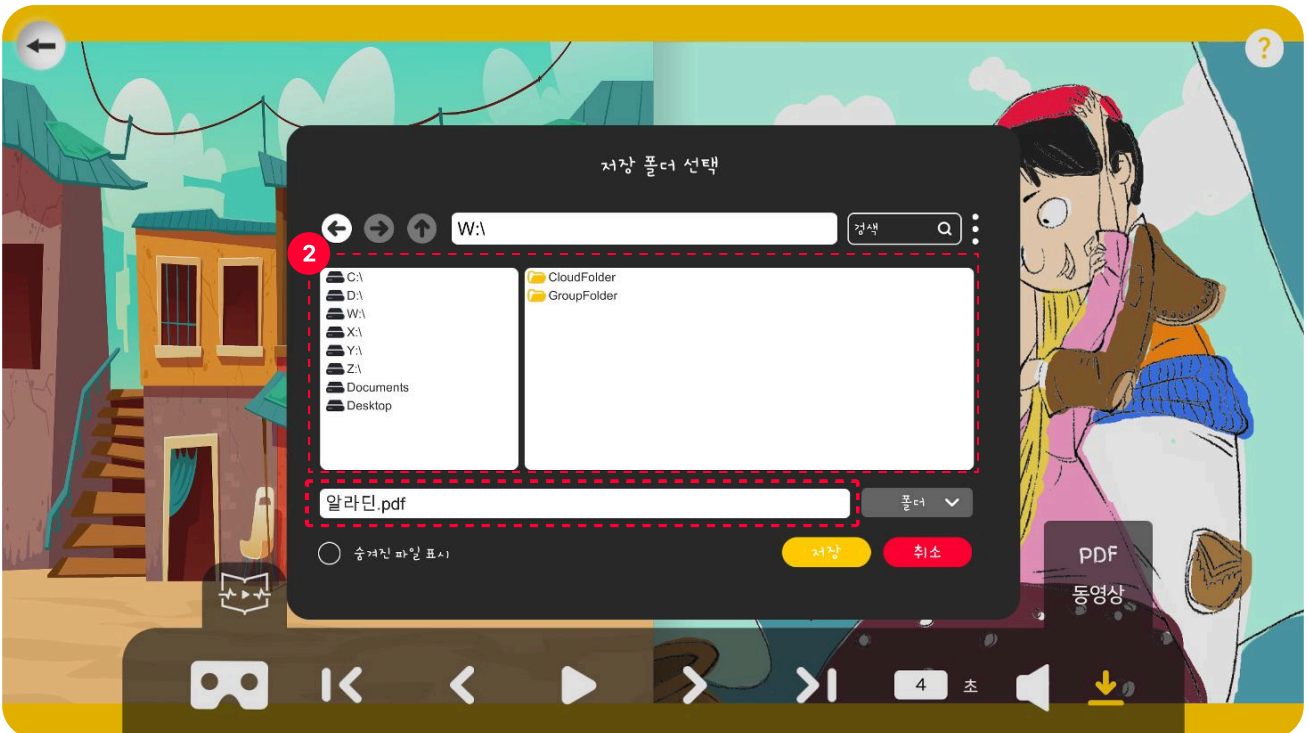 ?
저장 폴더 선택
W:\
검색
2
C:\
D:\
W:\
X:\
Y:\
Z:\
Documents
Desktop
CloudFolder
GroupFolder
알라딘.pdf
폴더
숨겨진 파일 표시
저장
취소
PDF
동영상
4 초